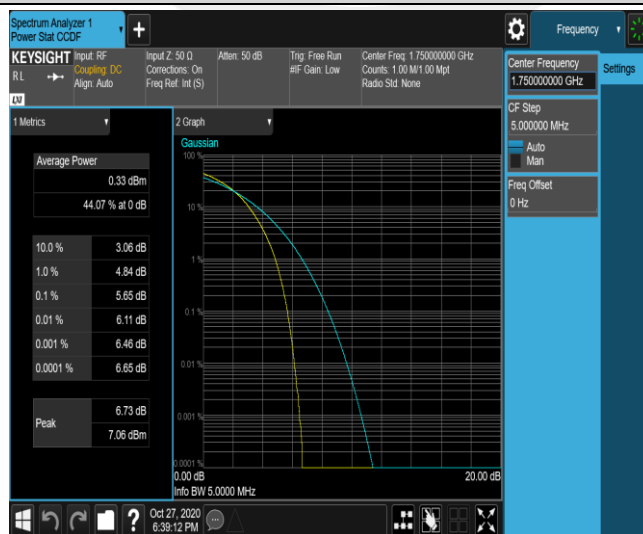 Spectrum Analyzer 1
Power Stat CCDF
+
Frequency
KEYSIGHT
RL
LXI
Input: RF
Coupling: DC
Align: Auto
Input Z: 50 Ω
Corrections: On
Freq Ref: Int (S)
Atten: 50 dB
Trig: Free Run
#IF Gain: Low
Center Freq: 1.750000000 GHz
Counts: 1.00 M/1.00 Mpt
Radio Std: None
Center Frequency
1.750000000 GHz
Settings
CF Step
5.000000 MHz
Auto
Man
Freq Offset
0 Hz
1 Metrics
Average Power
0.33 dBm
44.07 % at 0 dB
10.0 % 3.06 dB
1.0 % 4.84 dB
0.1 % 5.65 dB
0.01 % 6.11 dB
0.001 % 6.46 dB
0.0001 % 6.65 dB
Peak
6.73 dB
7.06 dBm
2 Graph
Gaussian
100 %
10 %
1 %
0.1 %
0.01 %
0.001 %
0.0001 %
0.00 dB 20.00 dB
Info BW 5.0000 MHz
?
Oct 27, 2020
6:39:12 PM